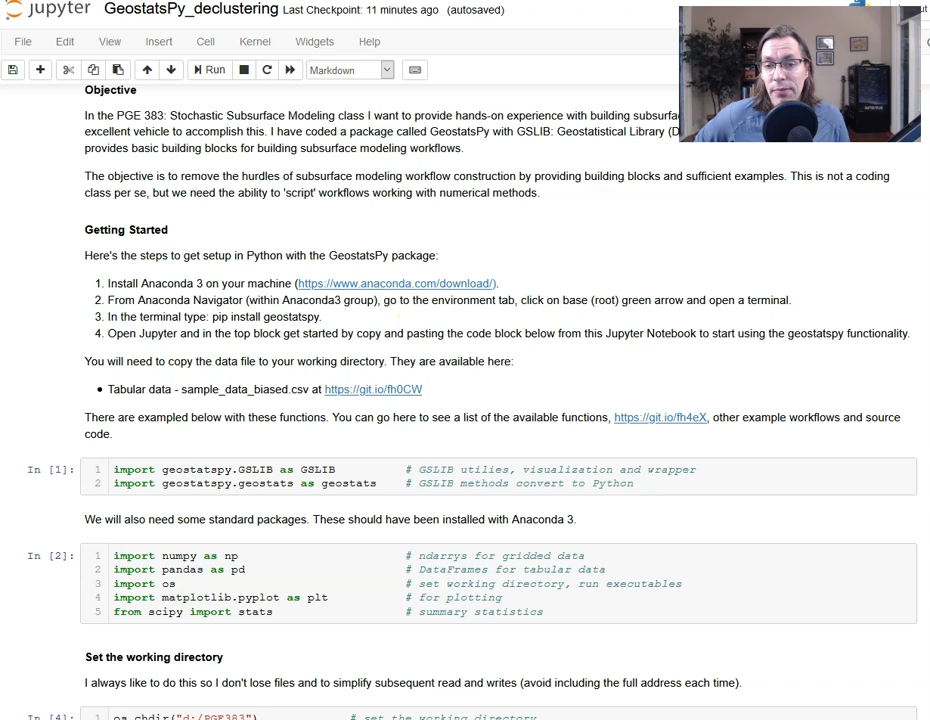 jupyter GeostatsPy_declustering Last Checkpoint: 11 minutes ago (autosaved)
File Edit View Insert Cell Kernel Widgets Help
Run Markdown
Objective
In the PGE 383: Stochastic Subsurface Modeling class I want to provide hands-on experience with building subsurfa
excellent vehicle to accomplish this. I have coded a package called GeostatsPy with GSLIB: Geostatistical Library (D
provides basic building blocks for building subsurface modeling workflows.
The objective is to remove the hurdles of subsurface modeling workflow construction by providing building blocks and sufficient examples. This is not a coding
class per se, but we need the ability to 'script' workflows working with numerical methods.
Getting Started
Here's the steps to get setup in Python with the GeostatsPy package:
1. Install Anaconda 3 on your machine (https://www.anaconda.com/download/).
2. From Anaconda Navigator (within Anaconda3 group), go to the environment tab, click on base (root) green arrow and open a terminal.
3. In the terminal type: pip install geostatspy.
4. Open Jupyter and in the top block get started by copy and pasting the code block below from this Jupyter Notebook to start using the geostatspy functionality.
You will need to copy the data file to your working directory. They are available here:
• Tabular data - sample_data_biased.csv at https://git.io/fh0CW
There are exampled below with these functions. You can go here to see a list of the available functions, https://git.io/fh4eX, other example workflows and source
code.
In [1]: 1 import geostatspy.GSLIB as GSLIB # GSLIB utilies, visualization and wrapper
2 import geostatspy.geostats as geostats # GSLIB methods convert to Python
We will also need some standard packages. These should have been installed with Anaconda 3.
In [2]: 1 import numpy as np # ndarrys for gridded data
2 import pandas as pd # DataFrames for tabular data
3 import os # set working directory, run executables
4 import matplotlib.pyplot as plt # for plotting
5 from scipy import stats # summary statistics
Set the working directory
I always like to do this so I don't lose files and to simplify subsequent read and writes (avoid including the full address each time).
In [4]: 1 os.chdir("d:/PGE383") # set the working directory